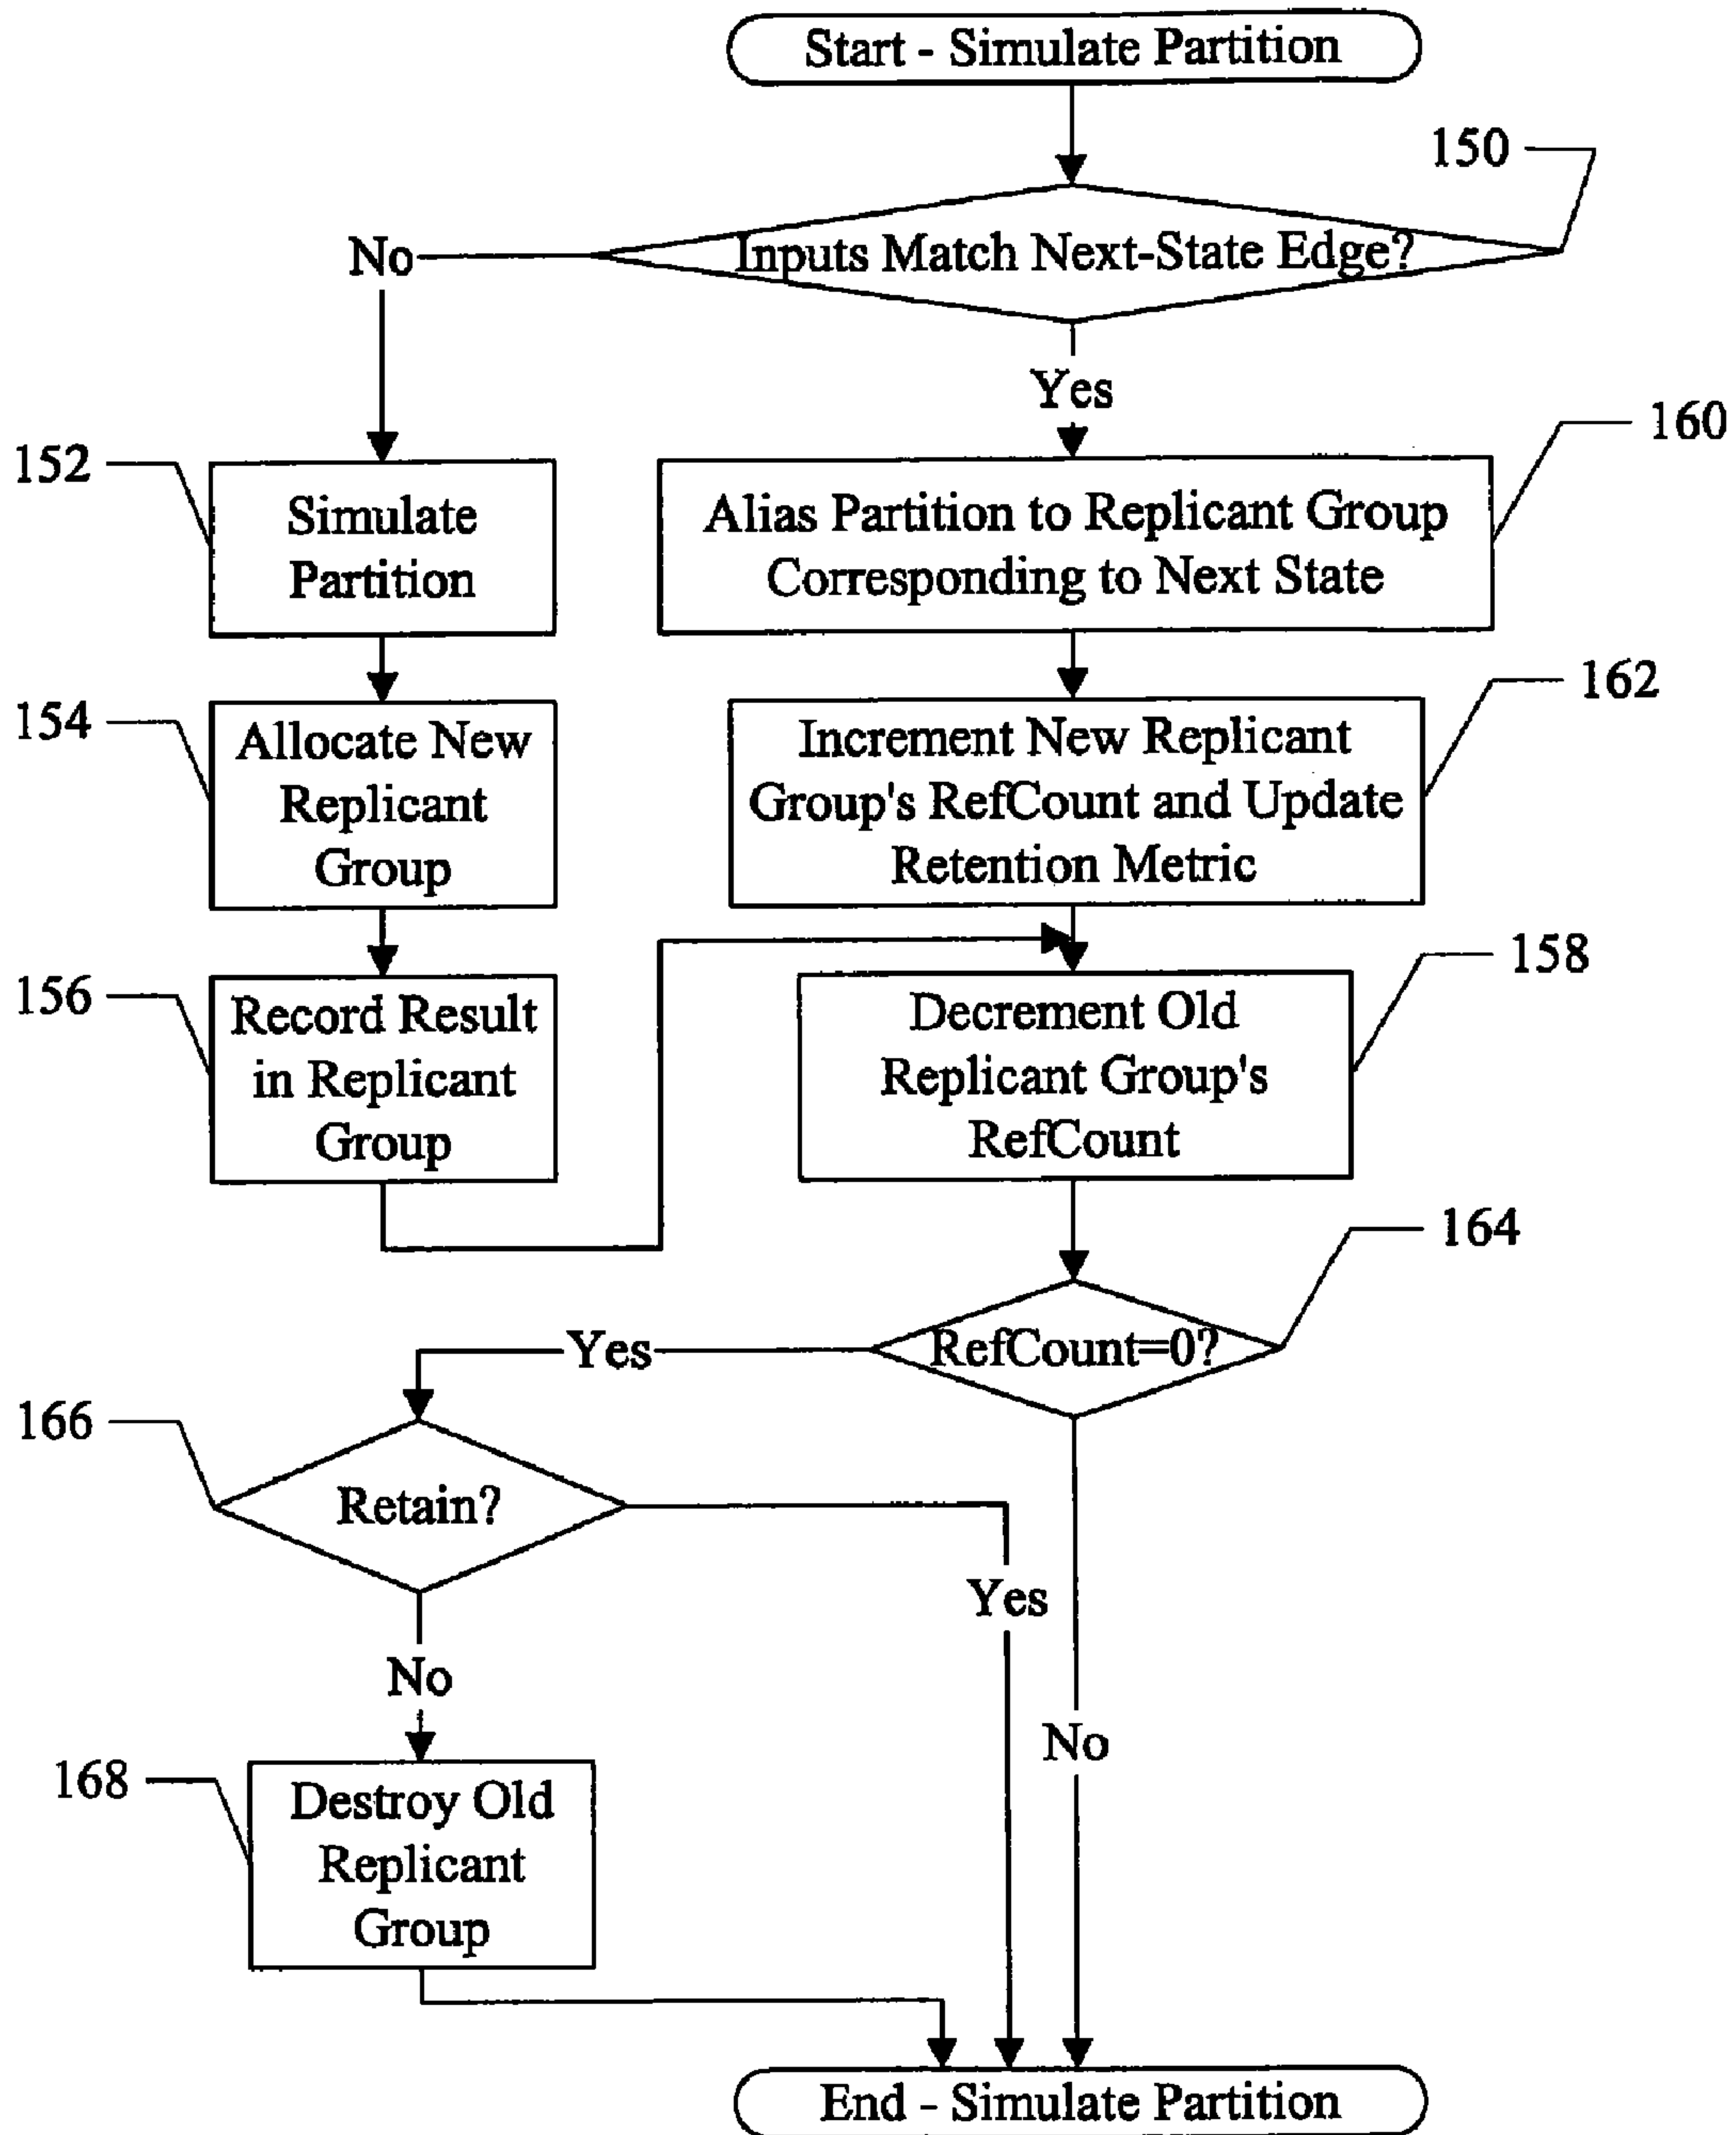 Start - Simulate Partition
150
Inputs Match Next-State Edge?
No
Yes
152
Simulate
Partition
160
Alias Partition to Replicant Group
Corresponding to Next State
154
Allocate New
Replicant
Group
162
Increment New Replicant
Group's RefCount and Update
Retention Metric
156
Record Result
in Replicant
Group
158
Decrement Old
Replicant Group's
RefCount
164
RefCount=0?
Yes
166
Retain?
Yes
No
No
168
Destroy Old
Replicant
Group
End - Simulate Partition